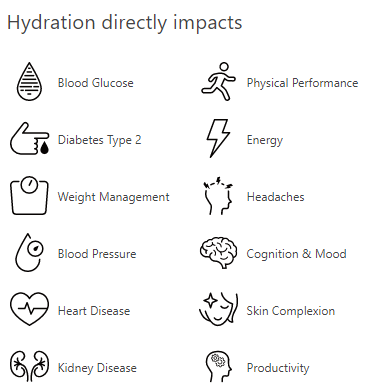 Hydration directly impacts
Blood Glucose
Physical Performance
Diabetes Type 2
Energy
Weight Management
Headaches
Blood Pressure
Cognition & Mood
Heart Disease
Skin Complexion
Kidney Disease
Productivity